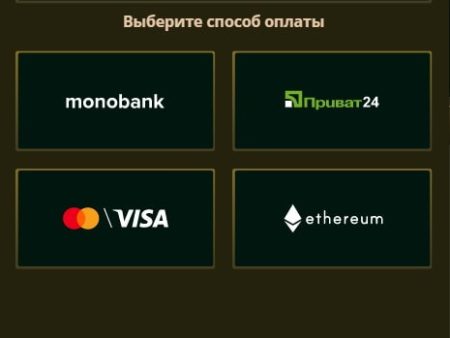 Выберите способ оплаты
monobank
Приват24
VISA
ethereum